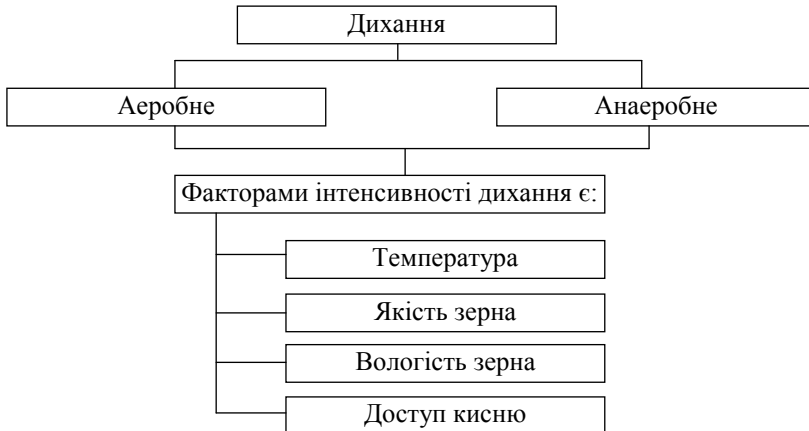 Дихання
Аеробне
Анаеробне
Факторами інтенсивності дихання є:
Температура
Якість зерна
Вологість зерна
Доступ кисню